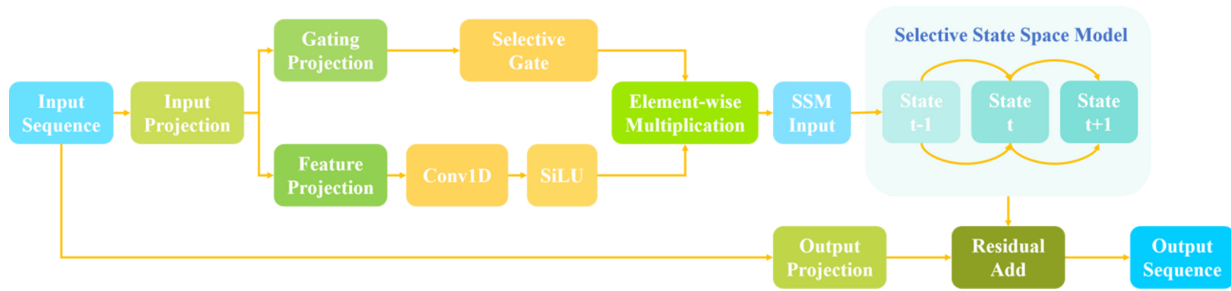 Input
Sequence
Input
Projection
Gating
Projection
Selective
Gate
Feature
Projection
Conv1D
SiLU
Element-wise
Multiplication
SSM
Input
Selective State Space Model
State
t-1
State
t
State
t+1
Output
Projection
Residual
Add
Output
Sequence